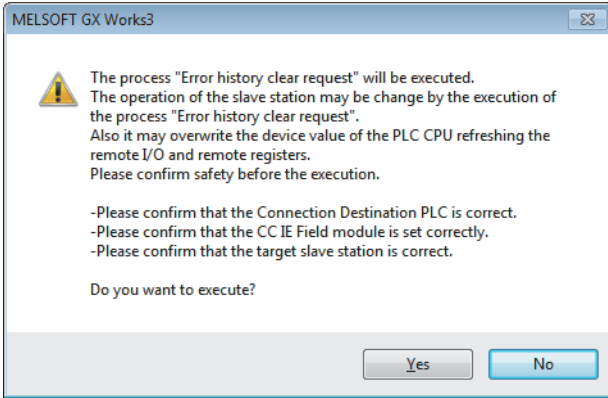 MELSOFT GX Works3
The process "Error history clear request" will be executed.
The operation of the slave station may be change by the execution of
the process "Error history clear request".
Also it may overwrite the device value of the PLC CPU refreshing the
remote I/O and remote registers.
Please confirm safety before the execution.
-Please confirm that the Connection Destination PLC is correct.
-Please confirm that the CC IE Field module is set correctly.
-Please confirm that the target slave station is correct.
Do you want to execute?
Yes No